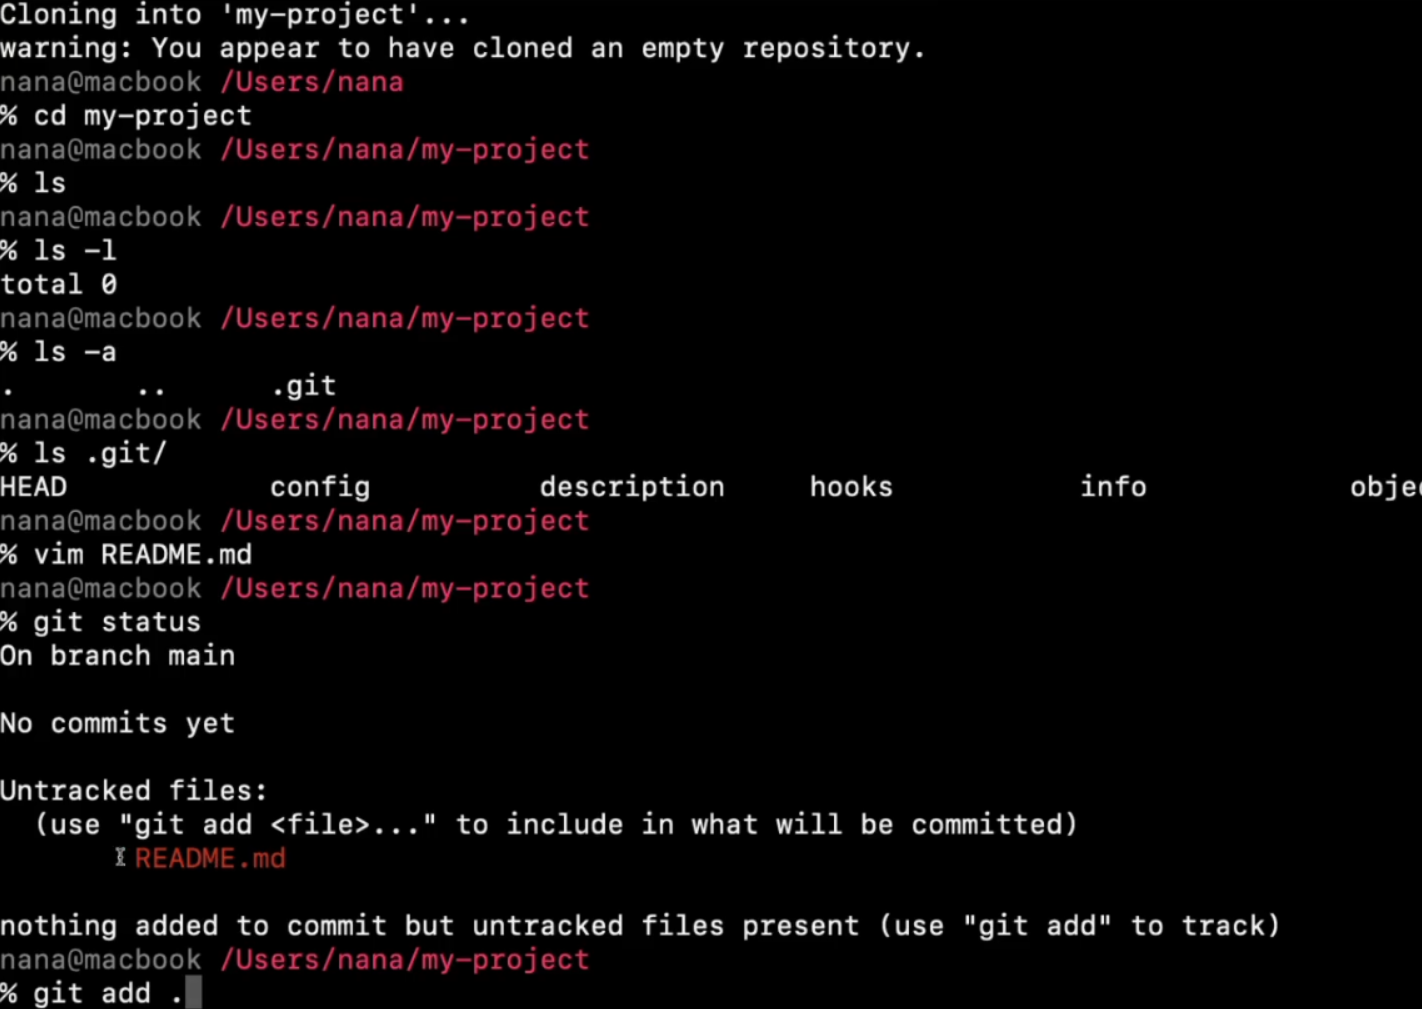 Cloning into 'my-project'...
warning: You appear to have cloned an empty repository.
nana@macbook /Users/nana
% cd my-project
nana@macbook /Users/nana/my-project
% ls
nana@macbook /Users/nana/my-project
% ls -l
total 0
nana@macbook /Users/nana/my-project
% ls -a
. .. .git
nana@macbook /Users/nana/my-project
% ls .git/
HEAD config description hooks info objec
nana@macbook /Users/nana/my-project
% vim README.md
nana@macbook /Users/nana/my-project
% git status
On branch main
No commits yet
Untracked files:
(use "git add <file>..." to include in what will be committed)
README.md
nothing added to commit but untracked files present (use "git add" to track)
nana@macbook /Users/nana/my-project
% git add .